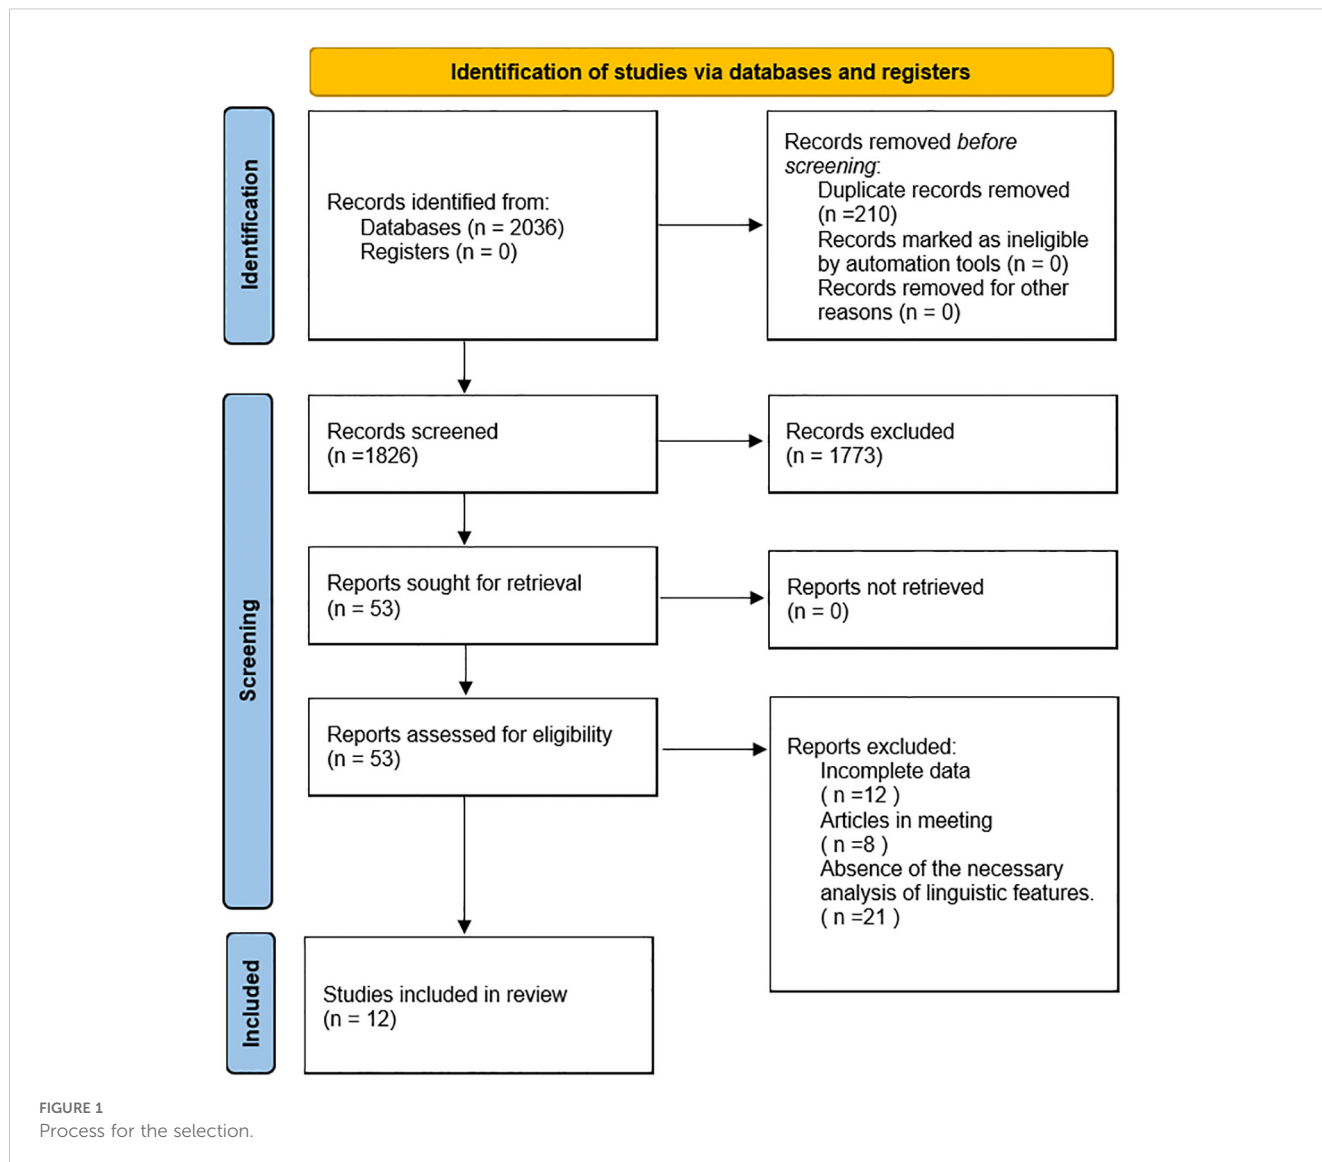 Identification of studies via databases and registers
Identification
Records identified from:
Databases (n = 2036)
Registers (n = 0)
Records removed before
screening:
Duplicate records removed
(n =210)
Records marked as ineligible
by automation tools (n = 0)
Records removed for other
reasons (n = 0)
Screening
Records screened
(n =1826)
Records excluded
(n = 1773)
Reports sought for retrieval
(n = 53)
Reports not retrieved
(n = 0)
Reports assessed for eligibility
(n = 53)
Reports excluded:
Incomplete data
( n =12 )
Articles in meeting
( n =8 )
Absence of the necessary
analysis of linguistic features.
( n =21 )
Included
Studies included in review
(n = 12)
FIGURE 1
Process for the selection.